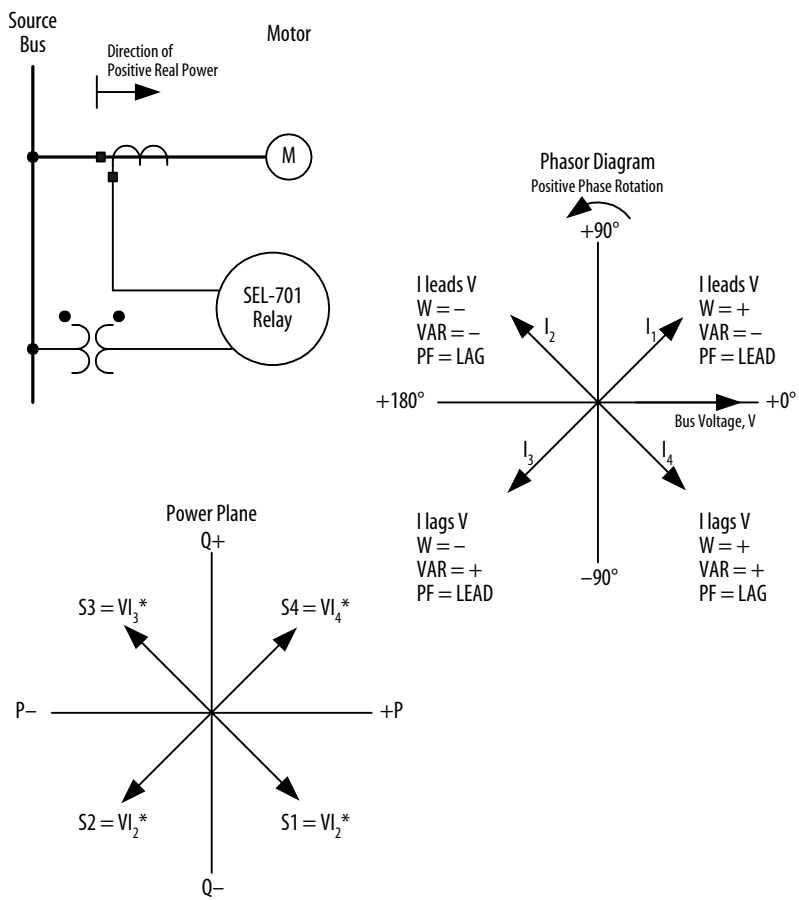 Source
Bus
Motor
Direction of
Positive Real Power
M
SEL-701
Relay
Phasor Diagram
Positive Phase Rotation
+90°
I leads V
W = –
VAR = –
PF = LAG
I₂
I leads V
W = +
VAR = –
PF = LEAD
I₁
+180°
+0°
Bus Voltage, V
I lags V
W = –
VAR = +
PF = LEAD
I₃
I lags V
W = +
VAR = +
PF = LAG
I₄
–90°
Power Plane
Q+
S3 = VI₃*
S4 = VI₄*
P–
+P
S2 = VI₂*
S1 = VI₂*
Q–